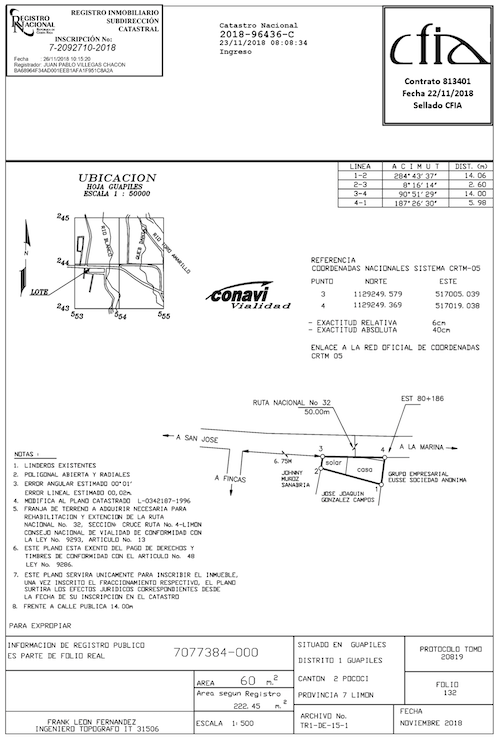 REGISTRO
NACIONAL
REGISTRO INMOBILIARIO
SUBDIRECCIÓN
CATASTRAL
INSCRIPCIÓN No:
7-2092710-2018
Fecha : 26/11/2018 10:15:20
Registrador: JUAN PABLO VILLEGAS CHACON
BA68964F34AD001EEB1AFA1F951C8A2A
Catastro Nacional
2018-96436-C
23/11/2018 08:08:34
Ingreso
cfia
Contrato 813401
Fecha 22/11/2018
Sellado CFIA
UBICACION
HOJA GUAPILES
ESCALA 1 : 50000
245
244
243
553
554
555
RIO BLANCO
RIO TORO AMARILLO
LOTE
conavi
Vialidad
LINEA A C I M U T DIST. (m)
1-2 284°43'37" 14.06
2-3 8°16'14" 2.60
3-4 90°51'29" 14.00
4-1 187°26'30" 5.98
REFERENCIA
COORDENADAS NACIONALES SISTEMA CRTM-05
PUNTO NORTE ESTE
3 1129249.579 517005.039
4 1129249.369 517019.038
- EXACTITUD RELATIVA 6cm
- EXACTITUD ABSOLUTA 40cm
ENLACE A LA RED OFICIAL DE COORDENADAS
CRTM 05
EST 80+186
RUTA NACIONAL No 32
50.00m
A SAN JOSE
A LA MARINA
6.75M
A FINCAS
3
4
2
1
solar
casa
JOHNNY
MUÑOZ
SANABRIA
GRUPO EMPRESARIAL
EUSSE SOCIEDAD ANONIMA
JOSE JOAQUIN
GONZALEZ CAMPOS
NOTAS :
1. LINDEROS EXISTENTES
2. POLIGONAL ABIERTA Y RADIALES
3. ERROR ANGULAR ESTIMADO 00°01'
ERROR LINEAL ESTIMADO 00,02m.
4. MODIFICA AL PLANO CATASTRADO L-0342187-1996
5. FRANJA DE TERRENO A ADQUIRIR NECESARIA PARA
REHABILITACION Y EXTENCION DE LA RUTA
NACIONAL No. 32, SECCION CRUCE RUTA No. 4-LIMON
CONSEJO NACIONAL DE VIALIDAD DE CONFORMIDAD CON
LA LEY No. 9293, ARTICULO No. 13
6. ESTE PLANO ESTA EXENTO DEL PAGO DE DERECHOS Y
TIMBRES DE CONFORMIDAD CON EL ARTICULO No. 48
LEY No. 9286.
7. ESTE PLANO SERVIRA UNICAMENTE PARA INSCRIBIR EL INMUEBLE,
UNA VEZ INSCRITO EL FRACCIONAMIENTO RESPECTIVO, EL PLANO
SURTIRA LOS EFECTOS JURIDICOS CORRESPONDIENTES DESDE
LA FECHA DE SU INSCRIPCION EN EL CATASTRO
8. FRENTE A CALLE PUBLICA 14.00m
PARA EXPROPIAR
INFORMACION DE REGISTRO PUBLICO
ES PARTE DE FOLIO REAL
7077384-000
SITUADO EN GUAPILES
DISTRITO 1 GUAPILES
CANTON 2 POCOCI
PROVINCIA 7 LIMON
PROTOCOLO TOMO
20819
FOLIO
132
AREA 60 m.2
Area segun Registro
222.45 m.2
FRANK LEON FERNANDEZ
INGENIERO TOPOGRAFO IT 31506
ESCALA 1: 500
ARCHIVO No.
TR1-DE-15-1
FECHA
NOVIEMBRE 2018